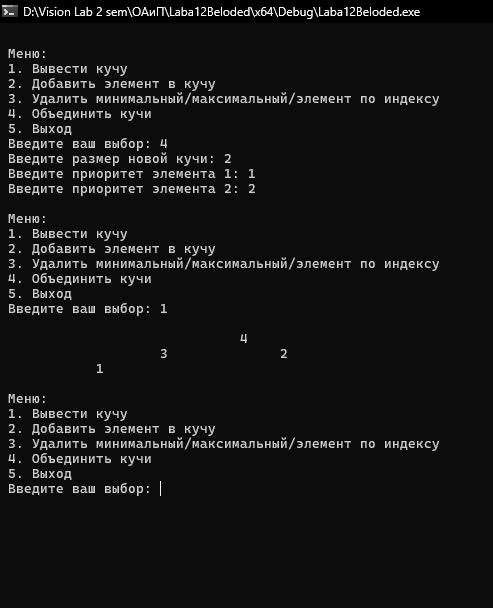 D:\Vision Lab 2 sem\ОАиП\Laba12Beloded\x64\Debug\Laba12Beloded.exe
Меню:
1. Вывести кучу
2. Добавить элемент в кучу
3. Удалить минимальный/максимальный/элемент по индексу
4. Объединить кучи
5. Выход
Введите ваш выбор: 4
Введите размер новой кучи: 2
Введите приоритет элемента 1: 1
Введите приоритет элемента 2: 2
Меню:
1. Вывести кучу
2. Добавить элемент в кучу
3. Удалить минимальный/максимальный/элемент по индексу
4. Объединить кучи
5. Выход
Введите ваш выбор: 1
4
3 2
1
Меню:
1. Вывести кучу
2. Добавить элемент в кучу
3. Удалить минимальный/максимальный/элемент по индексу
4. Объединить кучи
5. Выход
Введите ваш выбор: